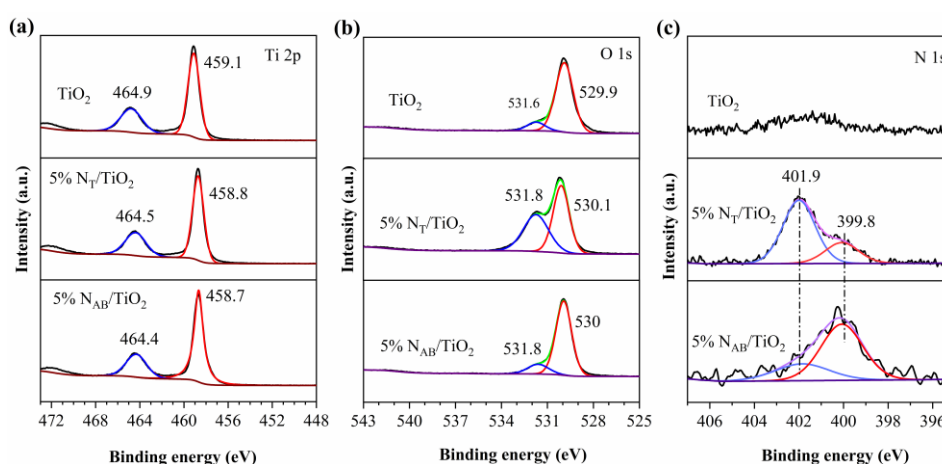 (a)
Ti 2p
TiO2
464.9
459.1
5% NT/TiO2
464.5
458.8
5% NAB/TiO2
464.4
458.7
Intensity (a.u.)
472 468 464 460 456 452 448
Binding energy (eV)
(b)
O 1s
TiO2
531.6
529.9
5% NT/TiO2
531.8
530.1
5% NAB/TiO2
531.8
530
Intensity (a.u.)
543 540 537 534 531 528 525
Binding energy (eV)
(c)
N 1s
TiO2
401.9
5% NT/TiO2
399.8
5% NAB/TiO2
Intensity (a.u.)
406 404 402 400 398 396
Binding energy (eV)